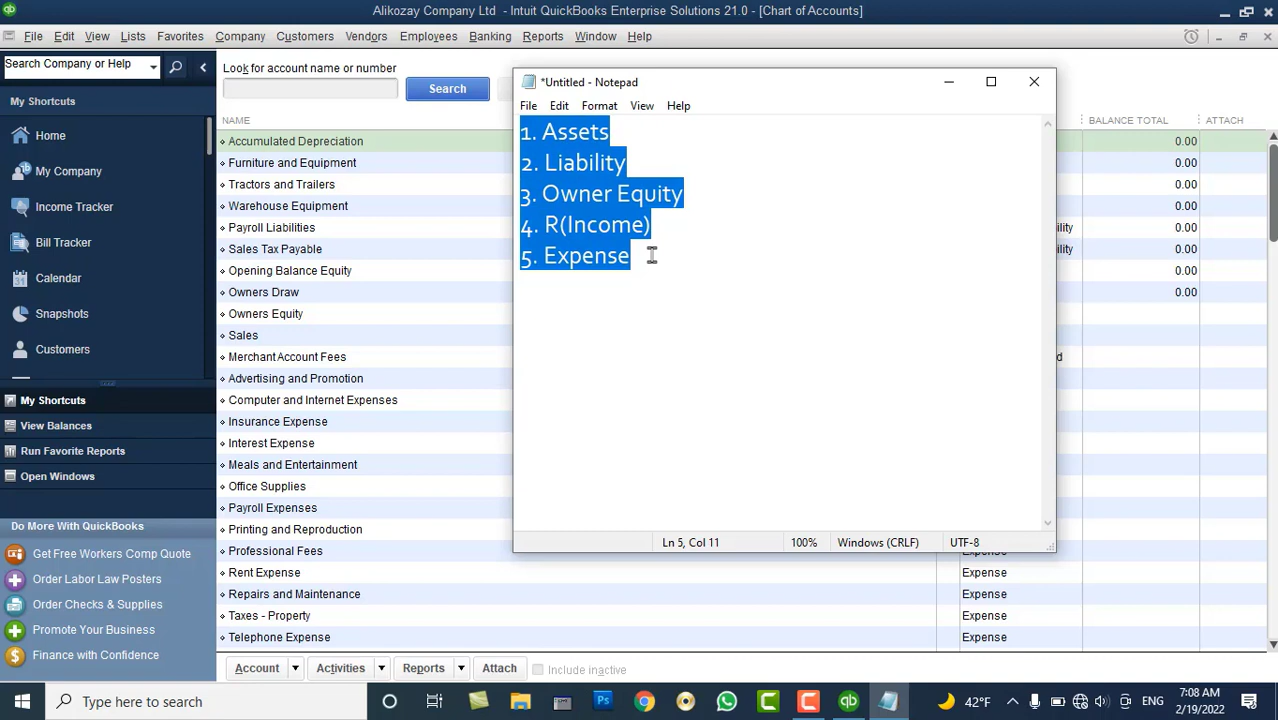 Alikozay Company Ltd - Intuit QuickBooks Enterprise Solutions 21.0 - [Chart of Accounts]
File Edit View Lists Favorites Company Customers Vendors Employees Banking Reports Window Help
Search Company or Help
My Shortcuts
Home
My Company
Income Tracker
Bill Tracker
Calendar
Snapshots
Customers
My Shortcuts
View Balances
Run Favorite Reports
Open Windows
Do More With QuickBooks
Get Free Workers Comp Quote
Order Labor Law Posters
Order Checks & Supplies
Promote Your Business
Finance with Confidence
Look for account name or number
Search
NAME BALANCE TOTAL ATTACH
Accumulated Depreciation 0.00
Furniture and Equipment 0.00
Tractors and Trailers 0.00
Warehouse Equipment 0.00
Payroll Liabilities 0.00
Sales Tax Payable 0.00
Opening Balance Equity 0.00
Owners Draw 0.00
Owners Equity
Sales
Merchant Account Fees
Advertising and Promotion
Computer and Internet Expenses
Insurance Expense
Interest Expense
Meals and Entertainment
Office Supplies
Payroll Expenses
Printing and Reproduction
Professional Fees Expense
Rent Expense Expense
Repairs and Maintenance Expense
Taxes - Property Expense
Telephone Expense Expense
Account Activities Reports Attach Include inactive
*Untitled - Notepad
File Edit Format View Help
1. Assets
2. Liability
3. Owner Equity
4. R(Income)
5. Expense
Ln 5, Col 11 100% Windows (CRLF) UTF-8
Type here to search
42°F ENG 7:08 AM
2/19/2022